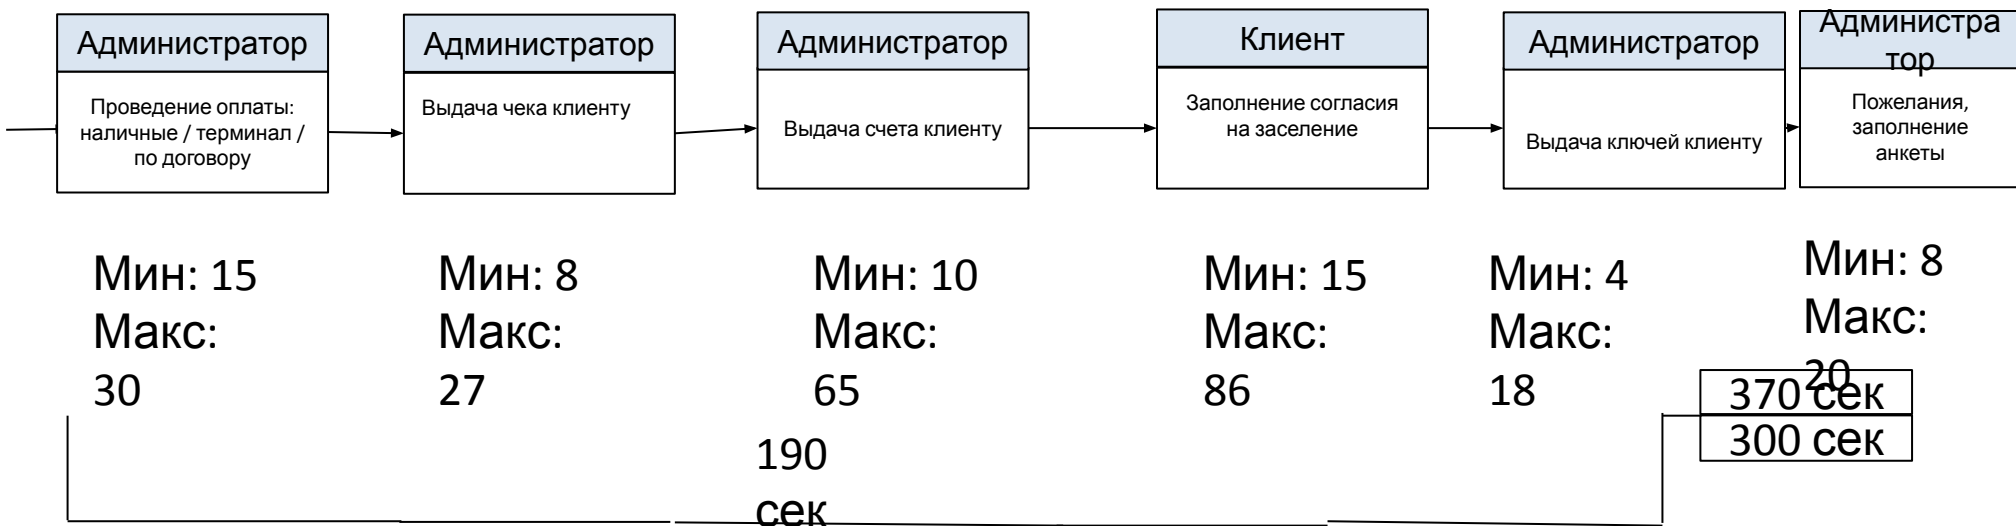 Администратор
Проведение оплаты:
наличные / терминал /
по договору
Администратор
Выдача чека клиенту
Администратор
Выдача счета клиенту
Клиент
Заполнение согласия
на заселение
Администратор
Выдача ключей клиенту
Администра
тор
Пожелания,
заполнение
анкеты
Мин: 15
Макс:
30
Мин: 8
Макс:
27
Мин: 10
Макс:
65
Мин: 15
Макс:
86
Мин: 4
Макс:
18
Мин: 8
Макс:
20
370 сек
300 сек
190
сек